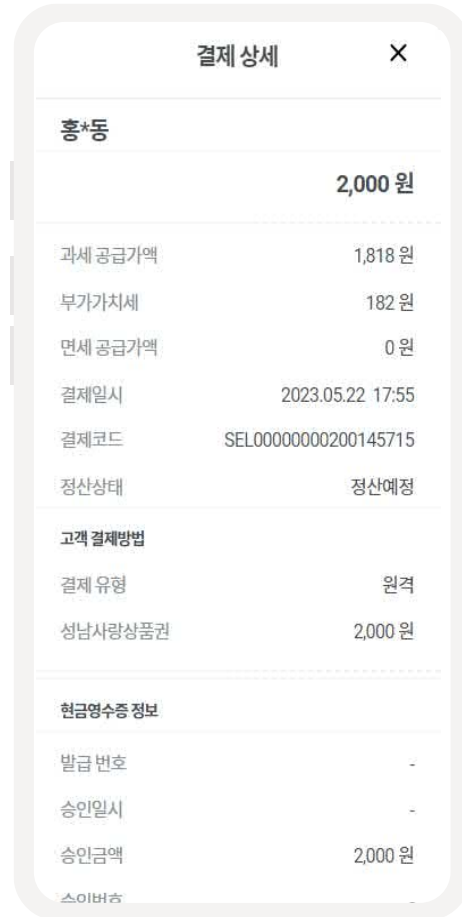 결제 상세 ✕
홍*동
2,000 원
과세 공급가액 1,818 원
부가가치세 182 원
면세 공급가액 0 원
결제일시 2023.05.22 17:55
결제코드 SEL00000000200145715
정산상태 정산예정
고객 결제방법
결제 유형 원격
성남사랑상품권 2,000 원
현금영수증 정보
발급 번호 -
승인일시 -
승인금액 2,000 원
승인번호 -